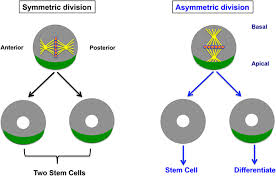 Symmetric division
Asymmetric division
Basal
Anterior
Posterior
Apical
Two Stem Cells
Stem Cell
Differentiate